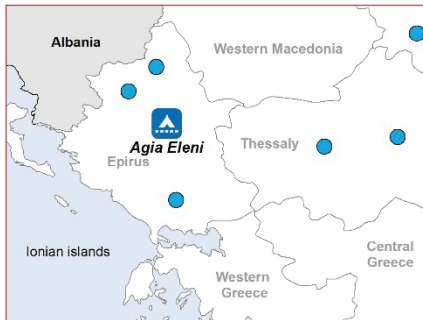 Albania
Western Macedonia
Agia Eleni
Thessaly
Epirus
Ionian islands
Central
Greece
Western
Greece